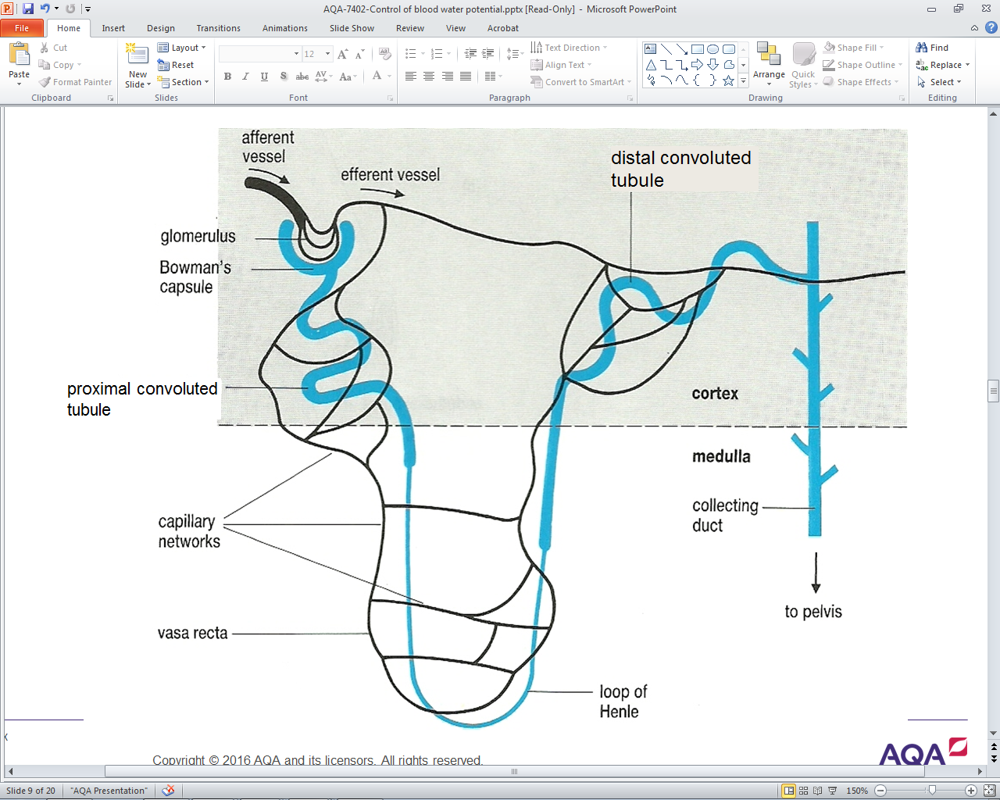 AQA-7402-Control of blood water potential.pptx [Read-Only] - Microsoft PowerPoint
File Home Insert Design Transitions Animations Slide Show Review View Acrobat
Paste
Cut
Copy
Format Painter
Clipboard
New
Slide
Layout
Reset
Section
Slides
12
B I U S abc AV Aa A
Font
Text Direction
Align Text
Convert to SmartArt
Paragraph
Arrange
Quick
Styles
Shape Fill
Shape Outline
Shape Effects
Drawing
Find
Replace
Select
Editing
afferent
vessel
efferent vessel
distal convoluted
tubule
glomerulus
Bowman's
capsule
proximal convoluted
tubule
cortex
medulla
collecting
duct
capillary
networks
to pelvis
vasa recta
loop of
Henle
x
Copyright © 2016 AQA and its licensors. All rights reserved.
AQA
Slide 9 of 20 "AQA Presentation" 150%